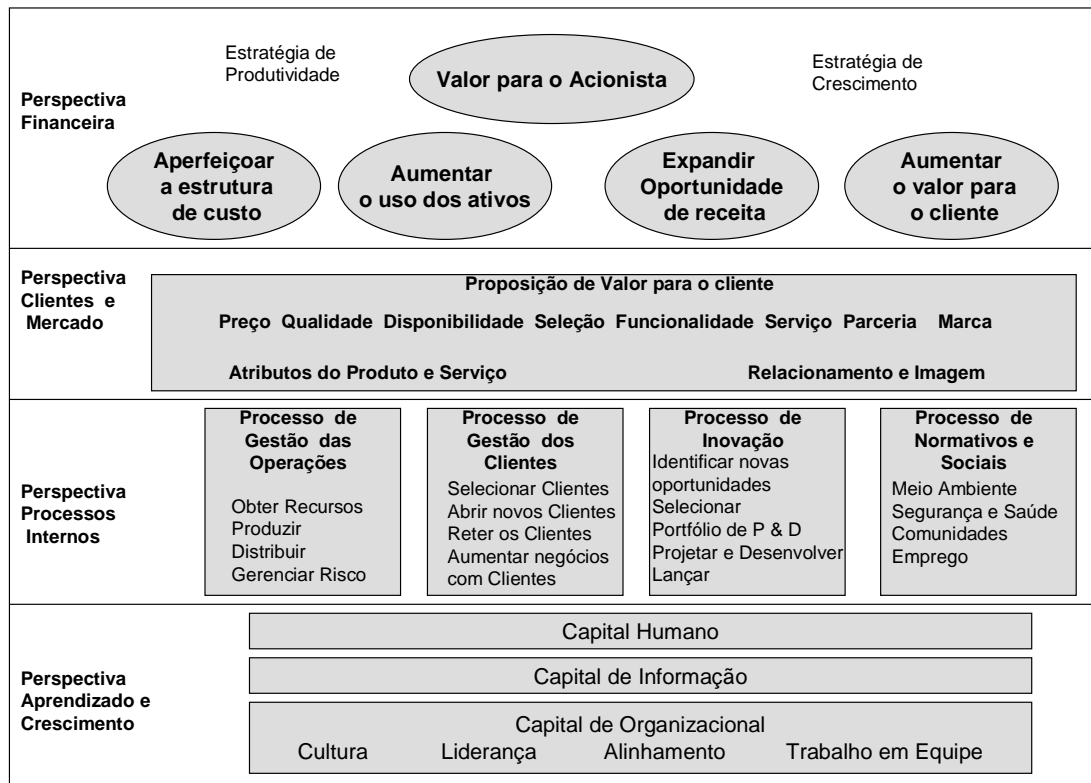 Estratégia de
Produtividade
Valor para o Acionista
Estratégia de
Crescimento
Perspectiva
Financeira
Aperfeiçoar
a estrutura
de custo
Aumentar
o uso dos ativos
Expandir
Oportunidade
de receita
Aumentar
o valor para
o cliente
Perspectiva
Clientes e
Mercado
Proposição de Valor para o cliente
Preço Qualidade Disponibilidade Seleção Funcionalidade Serviço Parceria Marca
Atributos do Produto e Serviço Relacionamento e Imagem
Perspectiva
Processos
Internos
Processo de
Gestão das
Operações
Obter Recursos
Produzir
Distribuir
Gerenciar Risco
Processo de
Gestão dos
Clientes
Selecionar Clientes
Abrir novos Clientes
Reter os Clientes
Aumentar negócios
com Clientes
Processo de
Inovação
Identificar novas
oportunidades
Selecionar
Portfólio de P & D
Projetar e Desenvolver
Lançar
Processo de
Normativos e
Sociais
Meio Ambiente
Segurança e Saúde
Comunidades
Emprego
Perspectiva
Aprendizado e
Crescimento
Capital Humano
Capital de Informação
Capital de Organizacional
Cultura Liderança Alinhamento Trabalho em Equipe